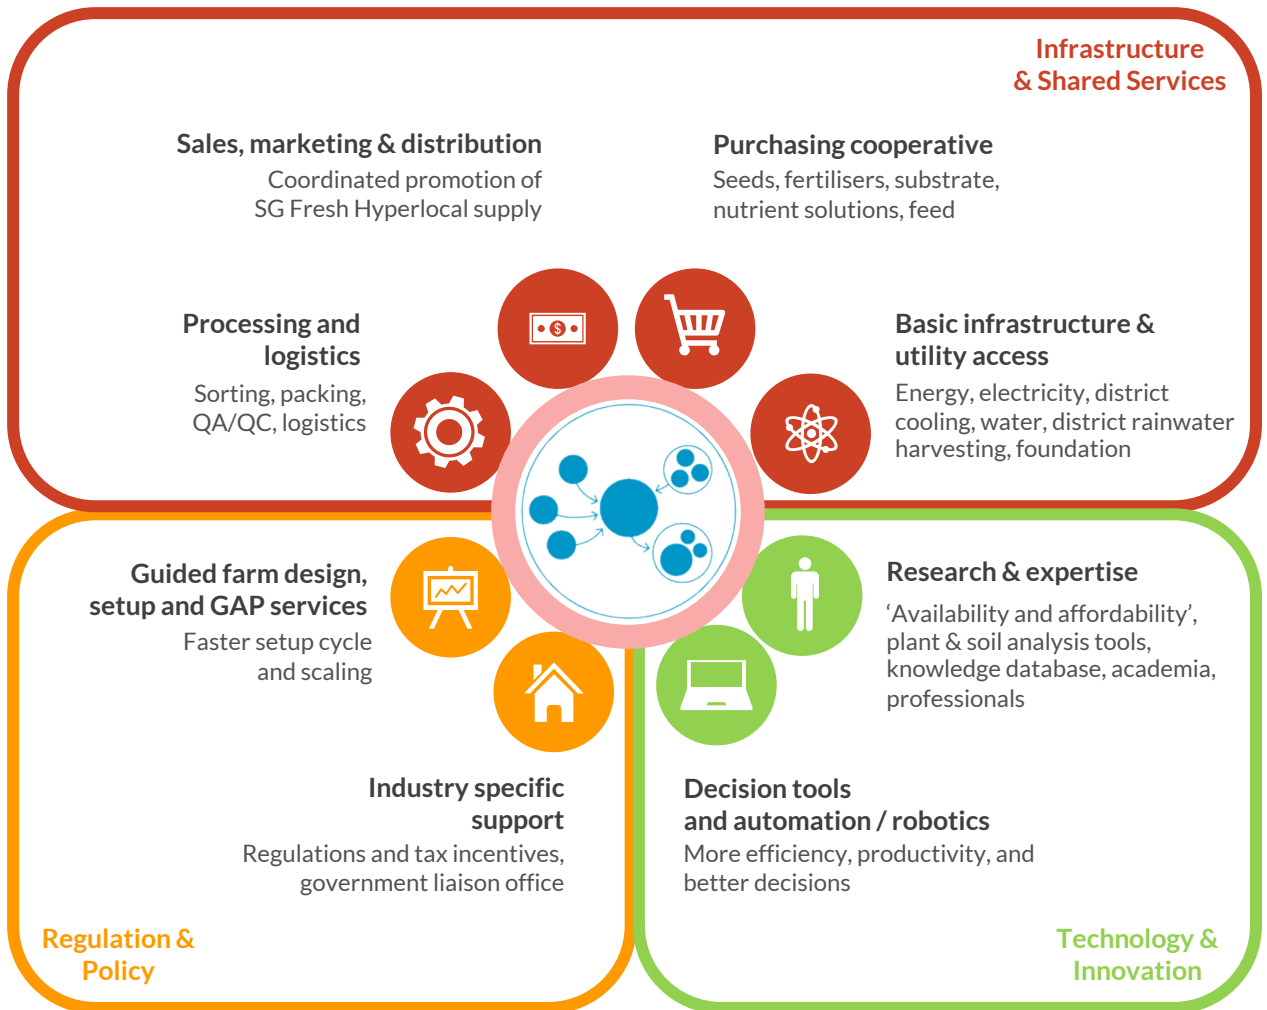 Infrastructure
& Shared Services
Sales, marketing & distribution
Coordinated promotion of
SG Fresh Hyperlocal supply
Purchasing cooperative
Seeds, fertilisers, substrate,
nutrient solutions, feed
Processing and
logistics
Sorting, packing,
QA/QC, logistics
$
Basic infrastructure &
utility access
Energy, electricity, district
cooling, water, district rainwater
harvesting, foundation
Guided farm design,
setup and GAP services
Faster setup cycle
and scaling
Research & expertise
‘Availability and affordability’,
plant & soil analysis tools,
knowledge database, academia,
professionals
Industry specific
support
Regulations and tax incentives,
government liaison office
Decision tools
and automation / robotics
More efficiency, productivity, and
better decisions
Regulation &
Policy
Technology &
Innovation